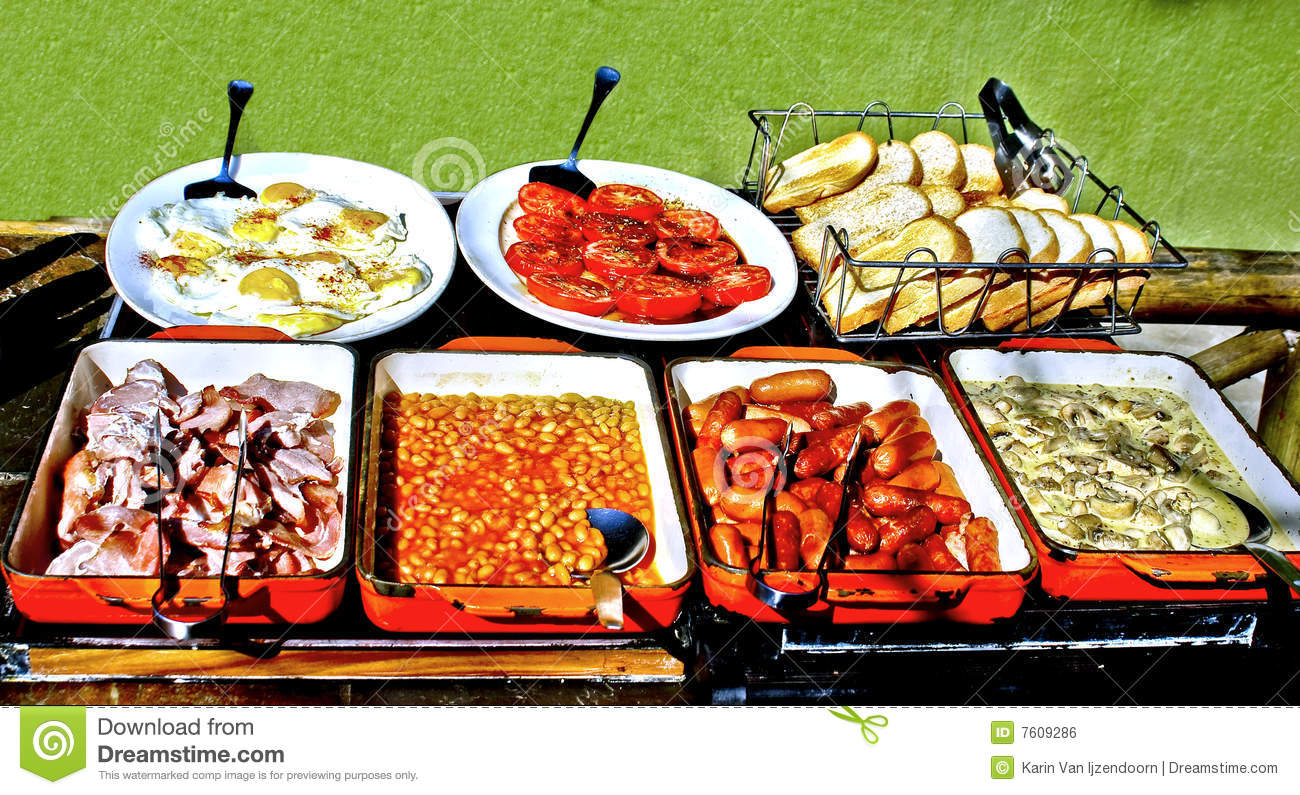 Download from
Dreamstime.com
This watermarked comp image is for previewing purposes only.
ID 7609286
© Karin Van Ijzendoorn | Dreamstime.com